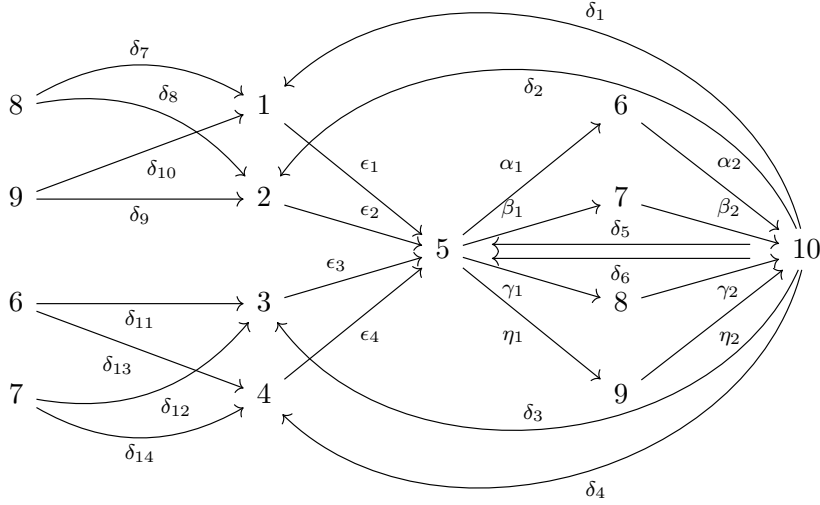 δ₁
δ₇
8 δ₈ 1 δ₂ 6
ϵ₁ α₁ α₂
δ₁₀
9 δ₉ 2 ϵ₂ β₁ 7 β₂
5 δ₅ 10
ϵ₃ δ₆
6 δ₁₁ 3 γ₁ 8 γ₂
ϵ₄ η₁ η₂
δ₁₃
7 δ₁₂ 4 δ₃ 9
δ₁₄
δ₄